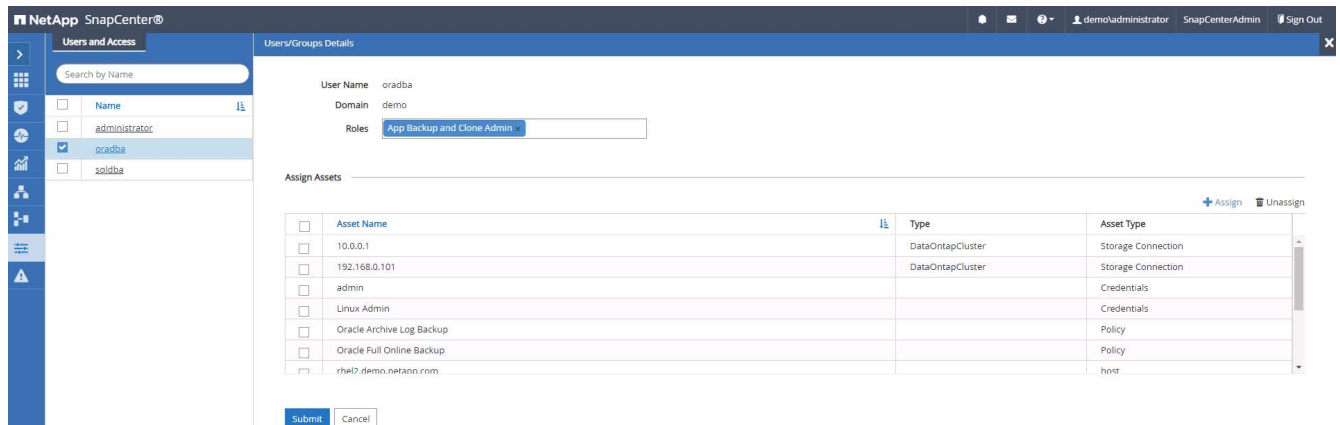 NetApp SnapCenter® demo\administrator SnapCenterAdmin Sign Out
Users and Access Users/Groups Details
Search by Name
User Name oradba
Domain demo
Name
administrator
oradba
sqldba
Roles App Backup and Clone Admin ×
Assign Assets
Assign Unassign
Asset Name Type Asset Type
10.0.0.1 DataOntapCluster Storage Connection
192.168.0.101 DataOntapCluster Storage Connection
admin Credentials
Linux Admin Credentials
Oracle Archive Log Backup Policy
Oracle Full Online Backup Policy
rhel2.demo.netapp.com host
Submit Cancel